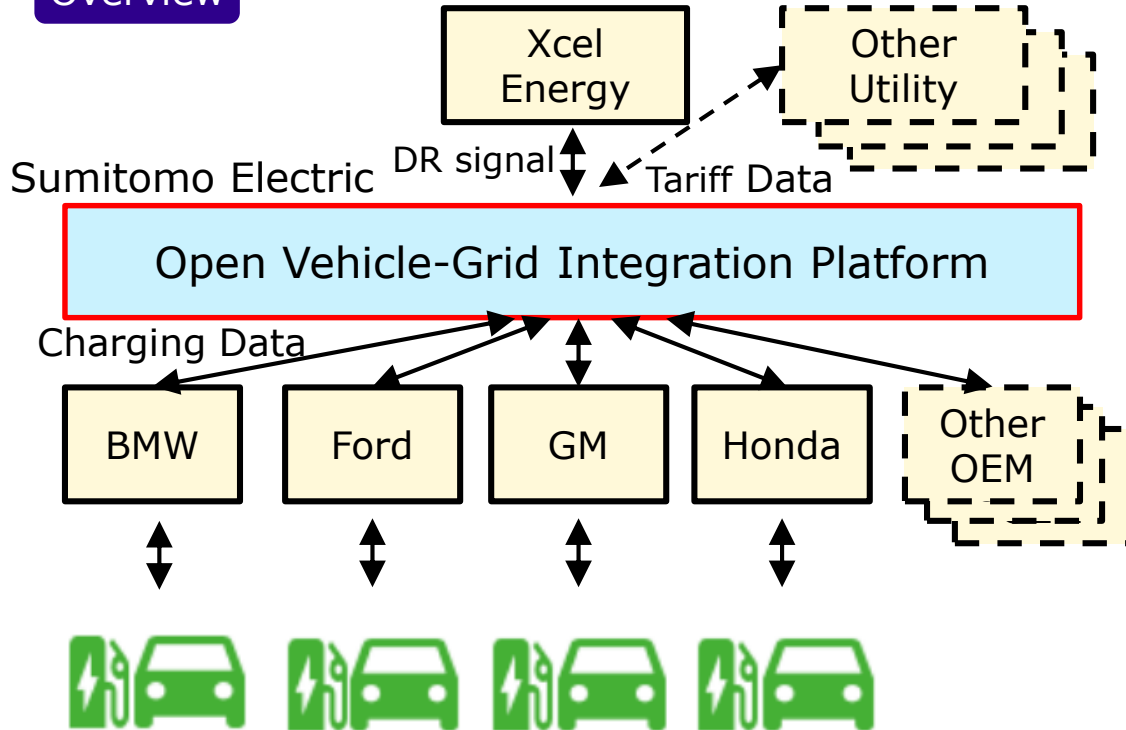 Overview
Xcel
Energy
Other
Utility
DR signal
Sumitomo Electric
Tariff Data
Open Vehicle-Grid Integration Platform
Charging Data
BMW
Ford
GM
Honda
Other
OEM